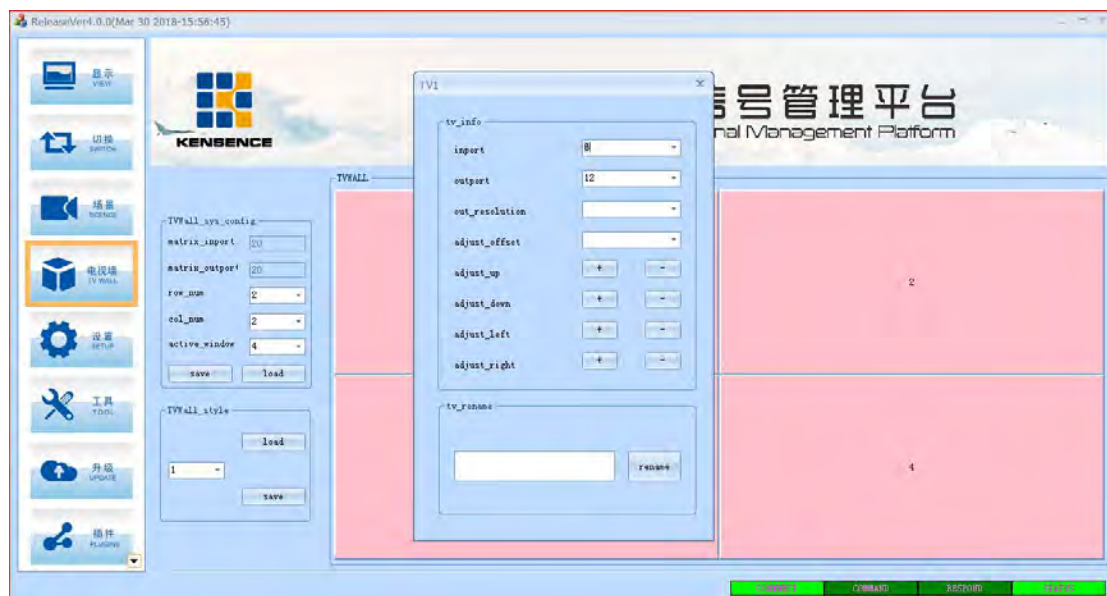 ReleaseVer4.0.0(Mar 30 2018-15:56:45)
显示
VIEW
切换
SWITCH
场景
SCENCE
电视墙
TV WALL
设置
SETUP
工具
TOOL
升级
UPDATE
插件
PLUGINS
KENSENCE
号管理平台
nal Management Platform
TVWall_sys_config
matrix_inport
20
matrix_outport
20
row_num
2
col_num
2
active_window
4
save
load
TVWall_style
load
1
save
TVWALL
2
4
TV1
x
tv_info
inport
8
outport
12
out_resolution
adjust_offset
adjust_up
+
-
adjust_down
+
-
adjust_left
+
-
adjust_right
+
-
tv_rename
rename
CONNECT
COMMAND
RESPOND
STATUS